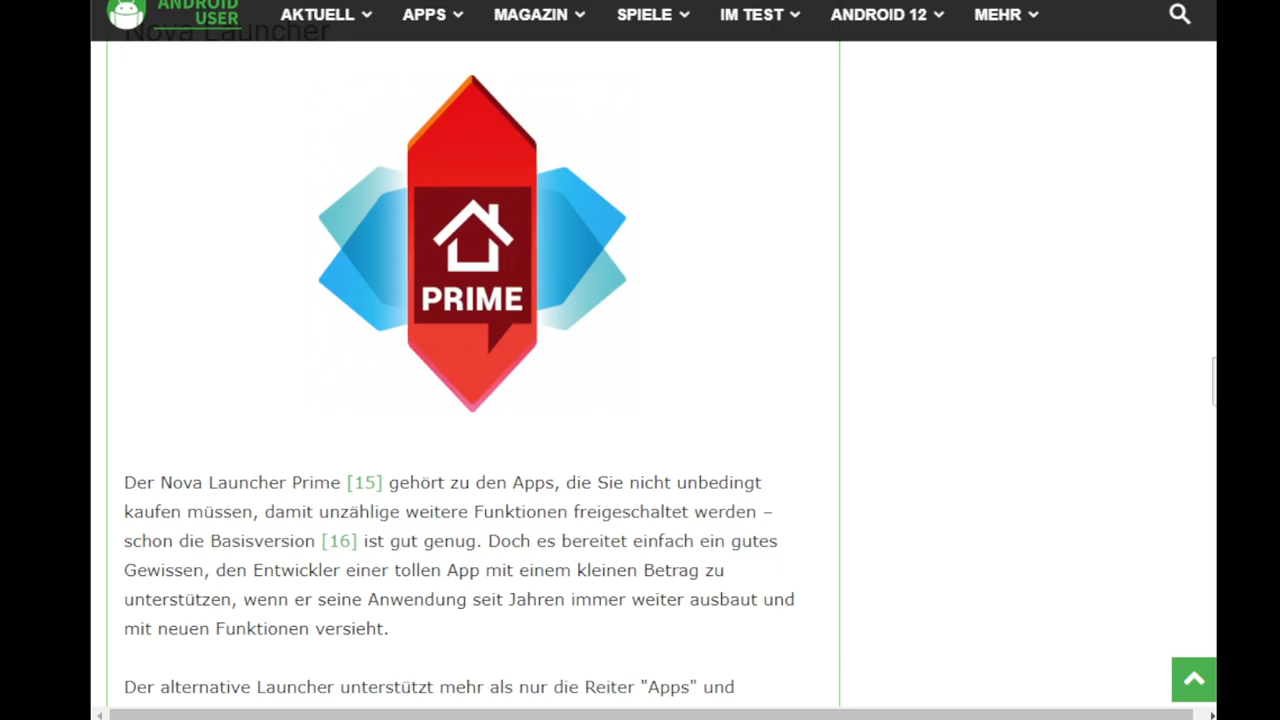 ANDROID
USER
AKTUELL
APPS
MAGAZIN
SPIELE
IM TEST
ANDROID 12
MEHR
Nova Launcher
PRIME
Der Nova Launcher Prime [15] gehört zu den Apps, die Sie nicht unbedingt
kaufen müssen, damit unzählige weitere Funktionen freigeschaltet werden –
schon die Basisversion [16] ist gut genug. Doch es bereitet einfach ein gutes
Gewissen, den Entwickler einer tollen App mit einem kleinen Betrag zu
unterstützen, wenn er seine Anwendung seit Jahren immer weiter ausbaut und
mit neuen Funktionen versieht.
Der alternative Launcher unterstützt mehr als nur die Reiter "Apps" und